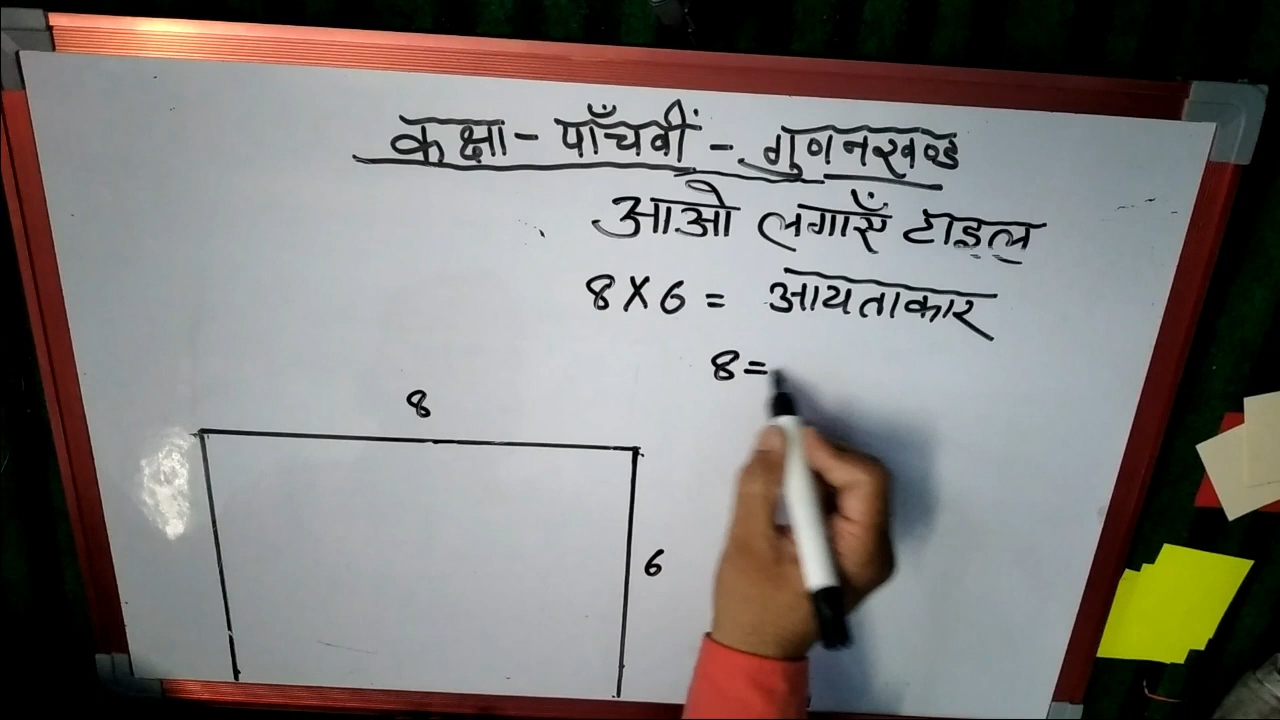 कक्षा - पाँचवीं - गुणनखण्ड
आओ लगाएँ टाइल
8 X 6 = आयताकार
8 =
8
6